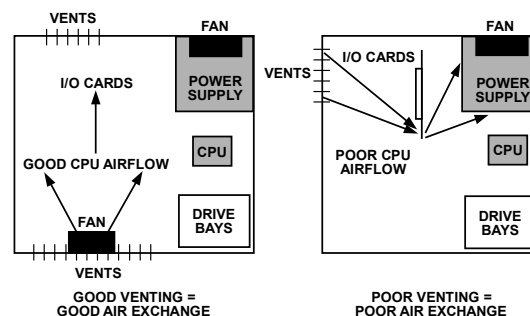 VENTS
FAN
I/O CARDS
POWER
SUPPLY
GOOD CPU AIRFLOW
CPU
FAN
DRIVE
BAYS
VENTS
GOOD VENTING =
GOOD AIR EXCHANGE
FAN
I/O CARDS
VENTS
POWER
SUPPLY
CPU
POOR CPU
AIRFLOW
DRIVE
BAYS
POOR VENTING =
POOR AIR EXCHANGE